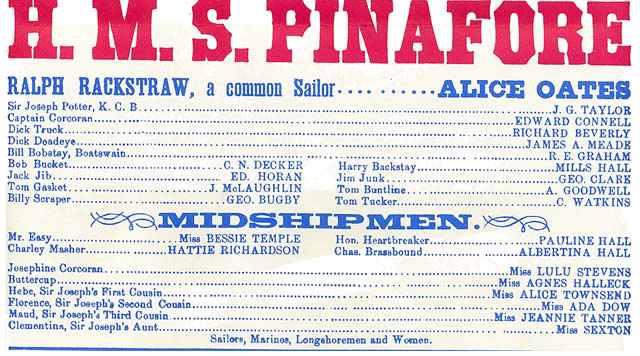 H. M. S. PINAFORE
RALPH RACKSTRAW, a common Sailor.... ......ALICE OATES
Sir Joseph Potter, K. C. B....J. G. TAYLOR
Captain Corcoran....EDWARD CONNELL
Dick Truck....RICHARD BEVERLY
Dick Deadeye....JAMES A. MEADE
Bill Bobstay, Boatswain....R. E. GRAHAM
Bob Bucket....C. N. DECKER Harry Backstay....MILLS HALL
Jack Jib....ED. HORAN Jim Junk....GEO. CLARK
Tom Gasket....J. McLAUGHLIN Tom Buntline....A. GOODWELL
Billy Scraper....GEO. BUGBY Tom Tucker....C. WATKINS
MIDSHIPMEN.
Mr. Easy....Miss BESSIE TEMPLE Hon. Heartbreaker....PAULINE HALL
Charley Masher....HATTIE RICHARDSON Chas. Brassbound....ALBERTINA HALL
Josephine Corcoran....Miss LULU STEVENS
Buttercup....Miss AGNES HALLECK
Hebe, Sir Joseph's First Cousin....Miss ALICE TOWNSEND
Florence, Sir Joseph's Second Cousin....Miss ADA DOW
Maud, Sir Joseph's Third Cousin....Miss JEANNIE TANNER
Clementina, Sir Joseph's Aunt....Miss SEXTON
Sailors, Marines, Longshoremen and Women.